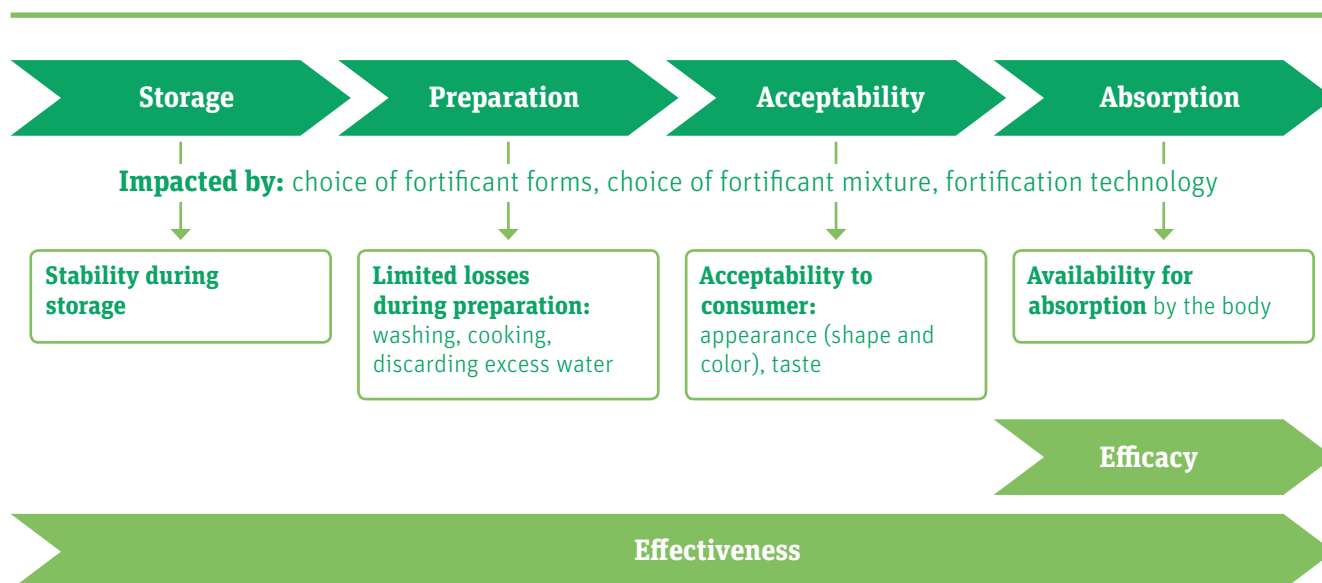 Storage
Preparation
Acceptability
Absorption
Impacted by: choice of fortificant forms, choice of fortificant mixture, fortification technology
Stability during
storage
Limited losses
during preparation:
washing, cooking,
discarding excess water
Acceptability to
consumer:
appearance (shape and
color), taste
Availability for
absorption by the body
Efficacy
Effectiveness